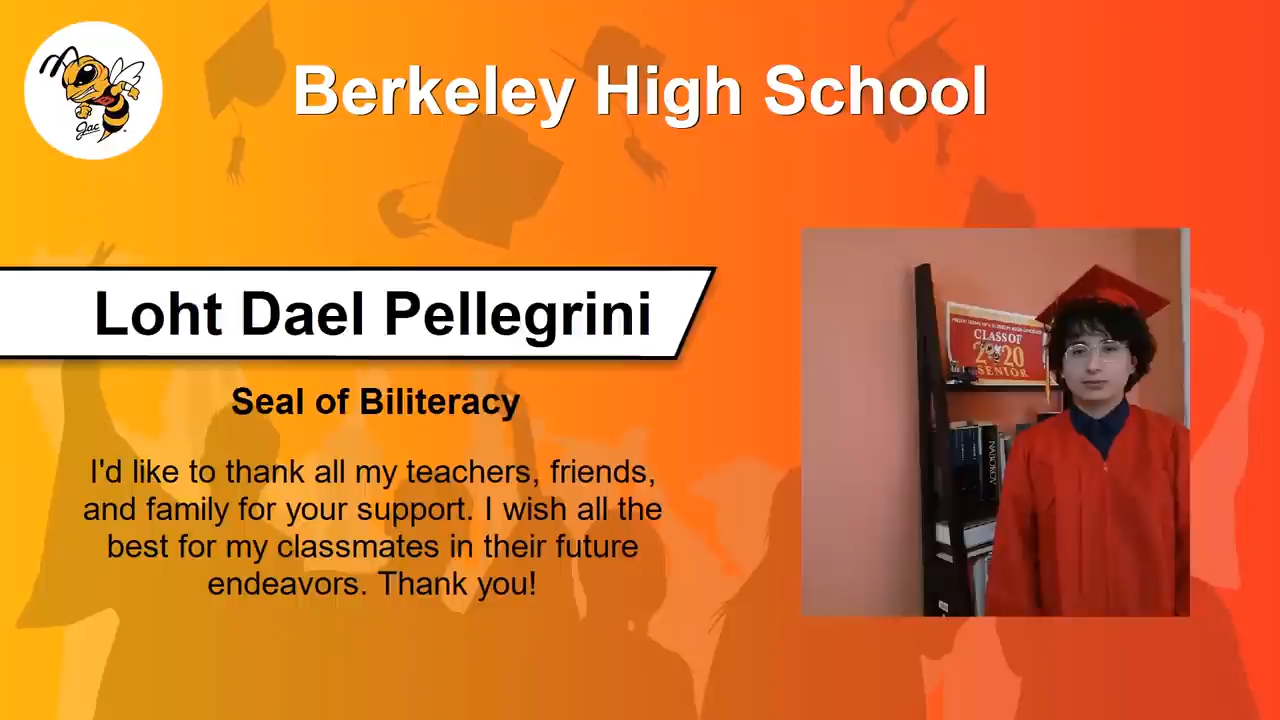 Berkeley High School
Jac
Loht Dael Pellegrini
Seal of Biliteracy
I'd like to thank all my teachers, friends,
and family for your support. I wish all the
best for my classmates in their future
endeavors. Thank you!
CLASS OF
2020
SENIOR
NABOKOV